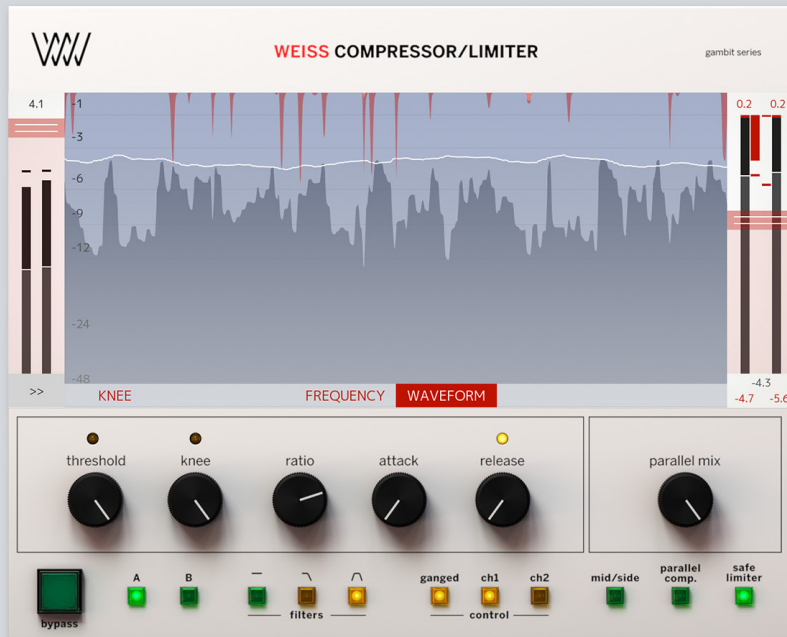 WEISS COMPRESSOR/LIMITER
gambit series
4.1
-1
-3
-6
-9
-12
-24
-48
0.2 0.2
>>
KNEE FREQUENCY WAVEFORM
-4.3
-4.7 -5.6
threshold knee ratio attack release parallel mix
bypass
A B
filters
ganged ch1 ch2
control
mid/side
parallel
comp.
safe
limiter